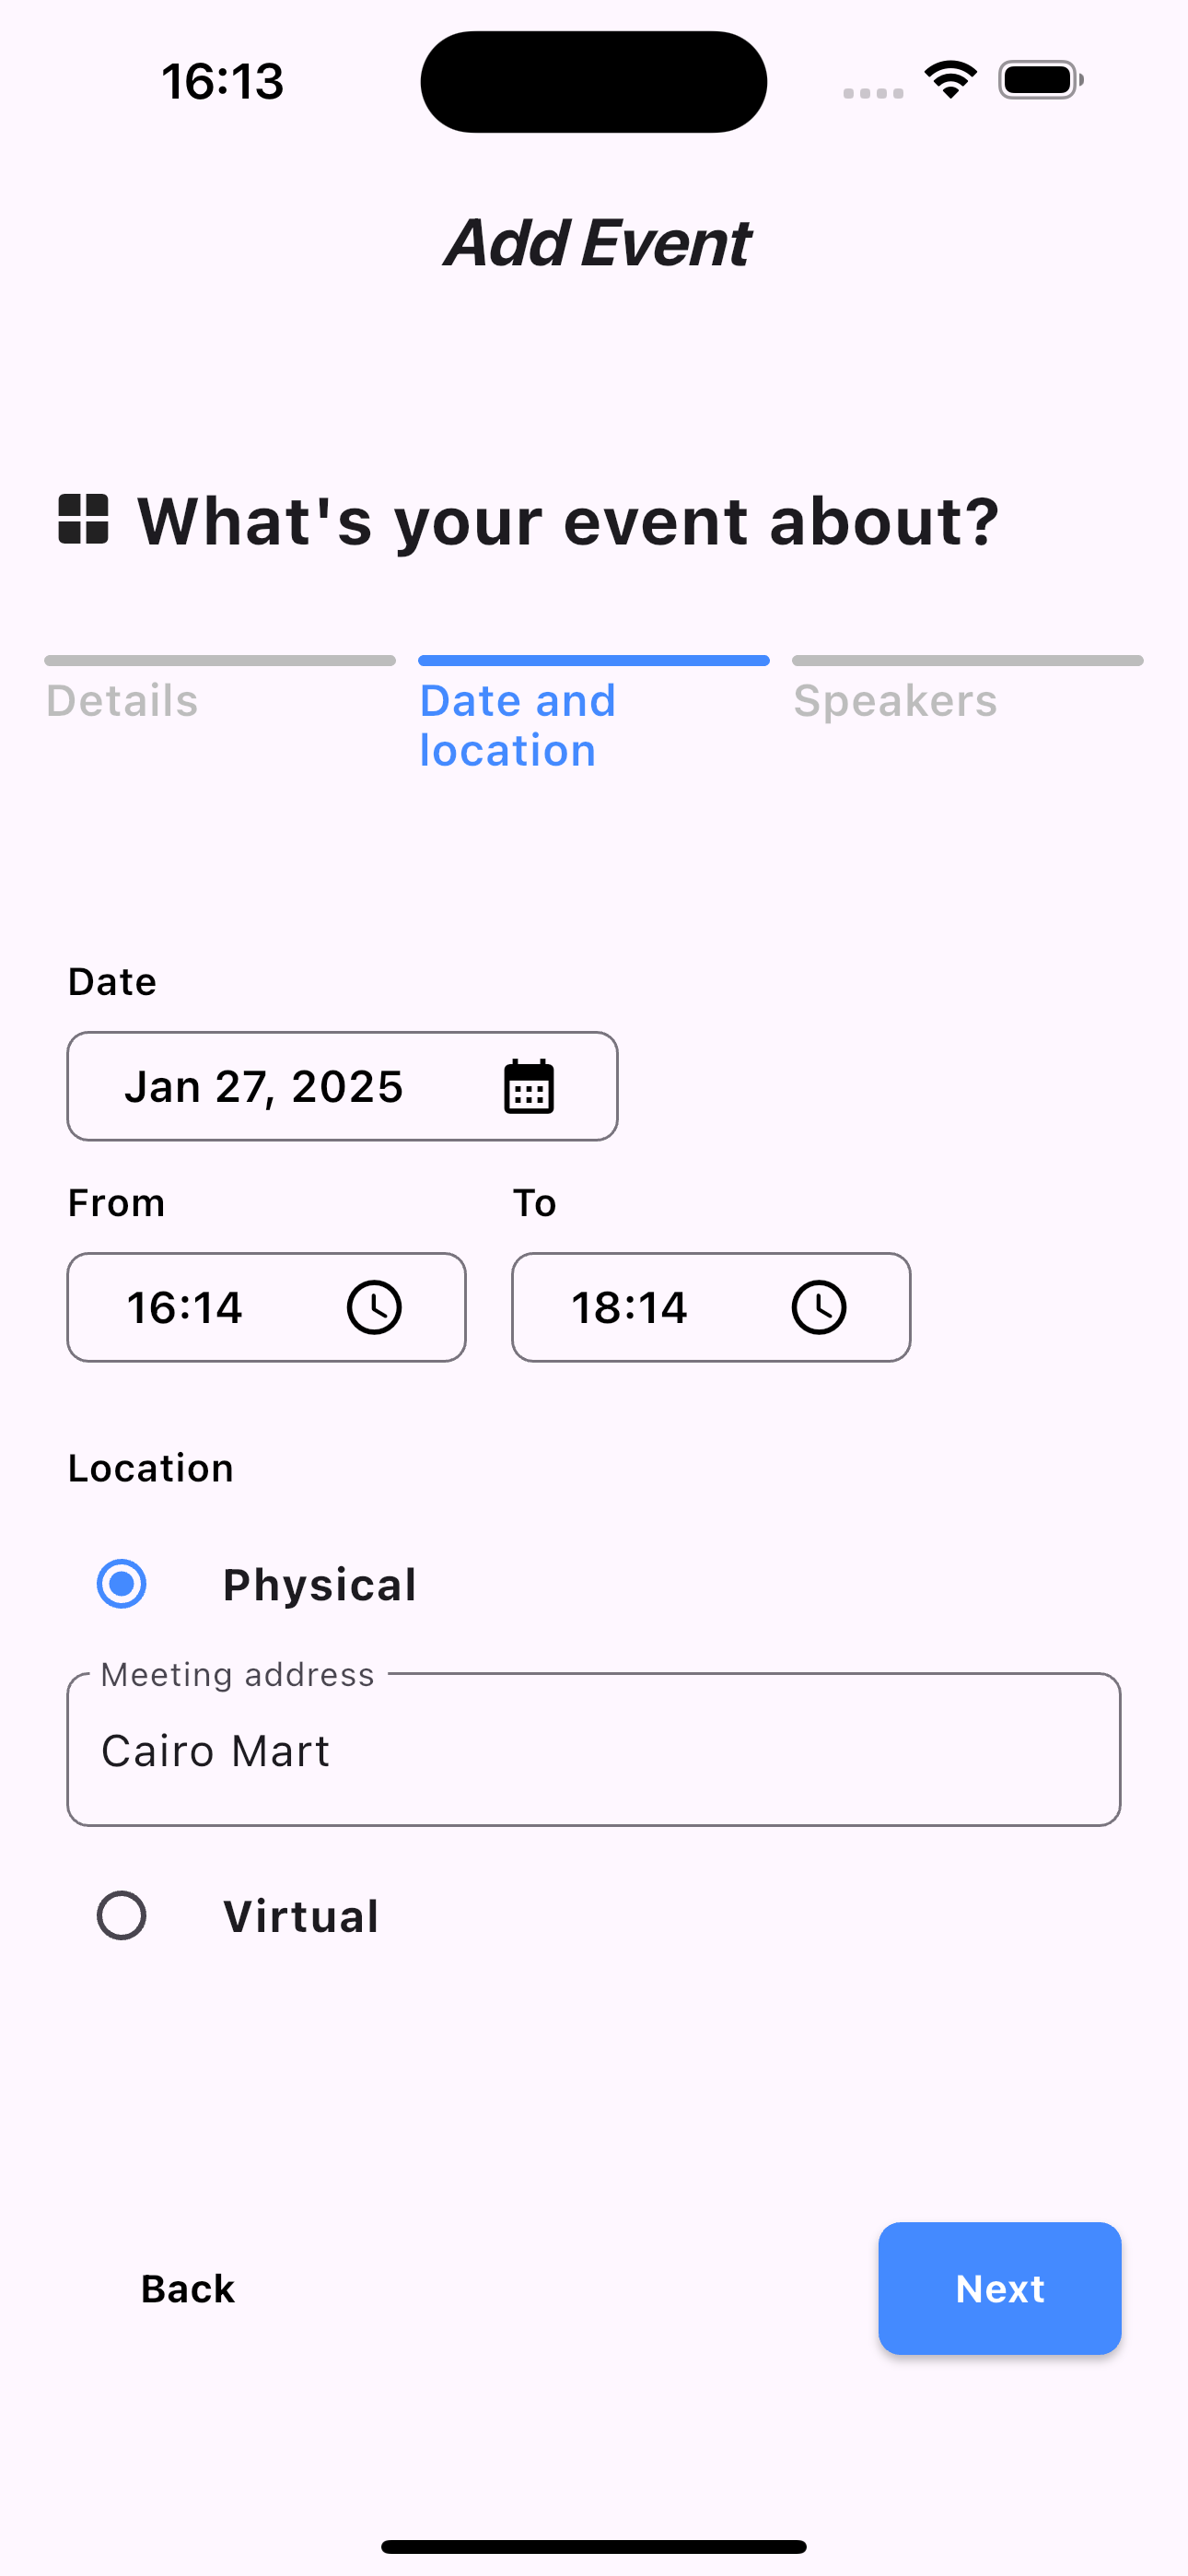 16:13
Add Event
What's your event about?
Details
Date and
location
Speakers
Date
Jan 27, 2025
From
To
16:14
18:14
Location
Physical
Meeting address
Cairo Mart
Virtual
Back
Next